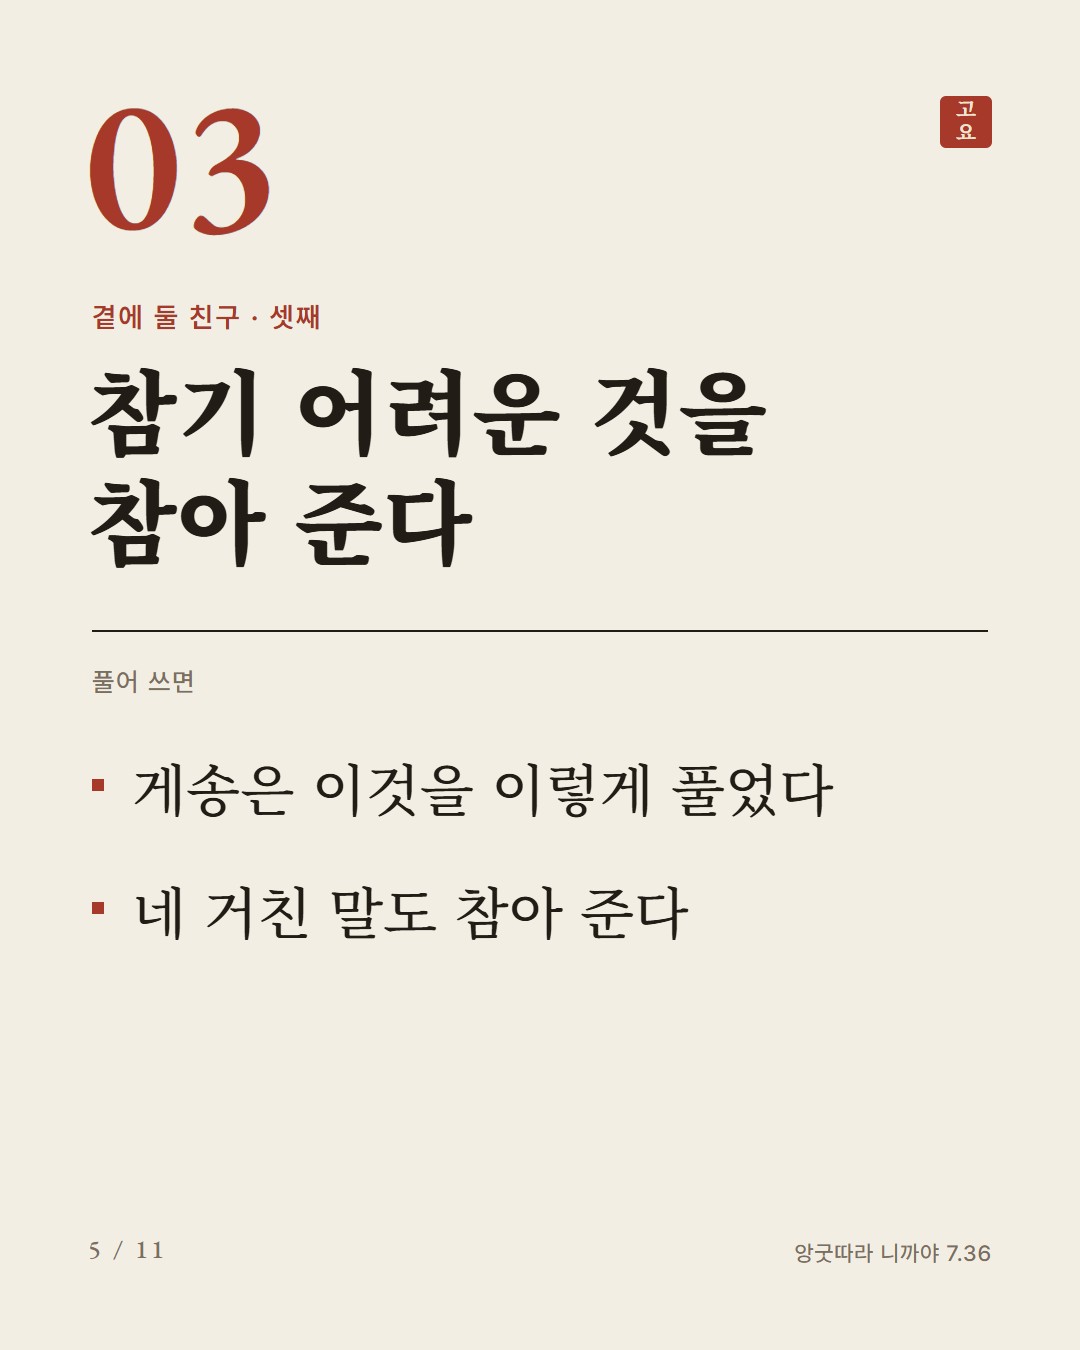 03
고
요
곁에 둘 친구 · 셋째
참기 어려운 것을
참아 준다
풀어 쓰면
게송은 이것을 이렇게 풀었다
네 거친 말도 참아 준다
5 / 11
앙굿따라 니까야 7.36